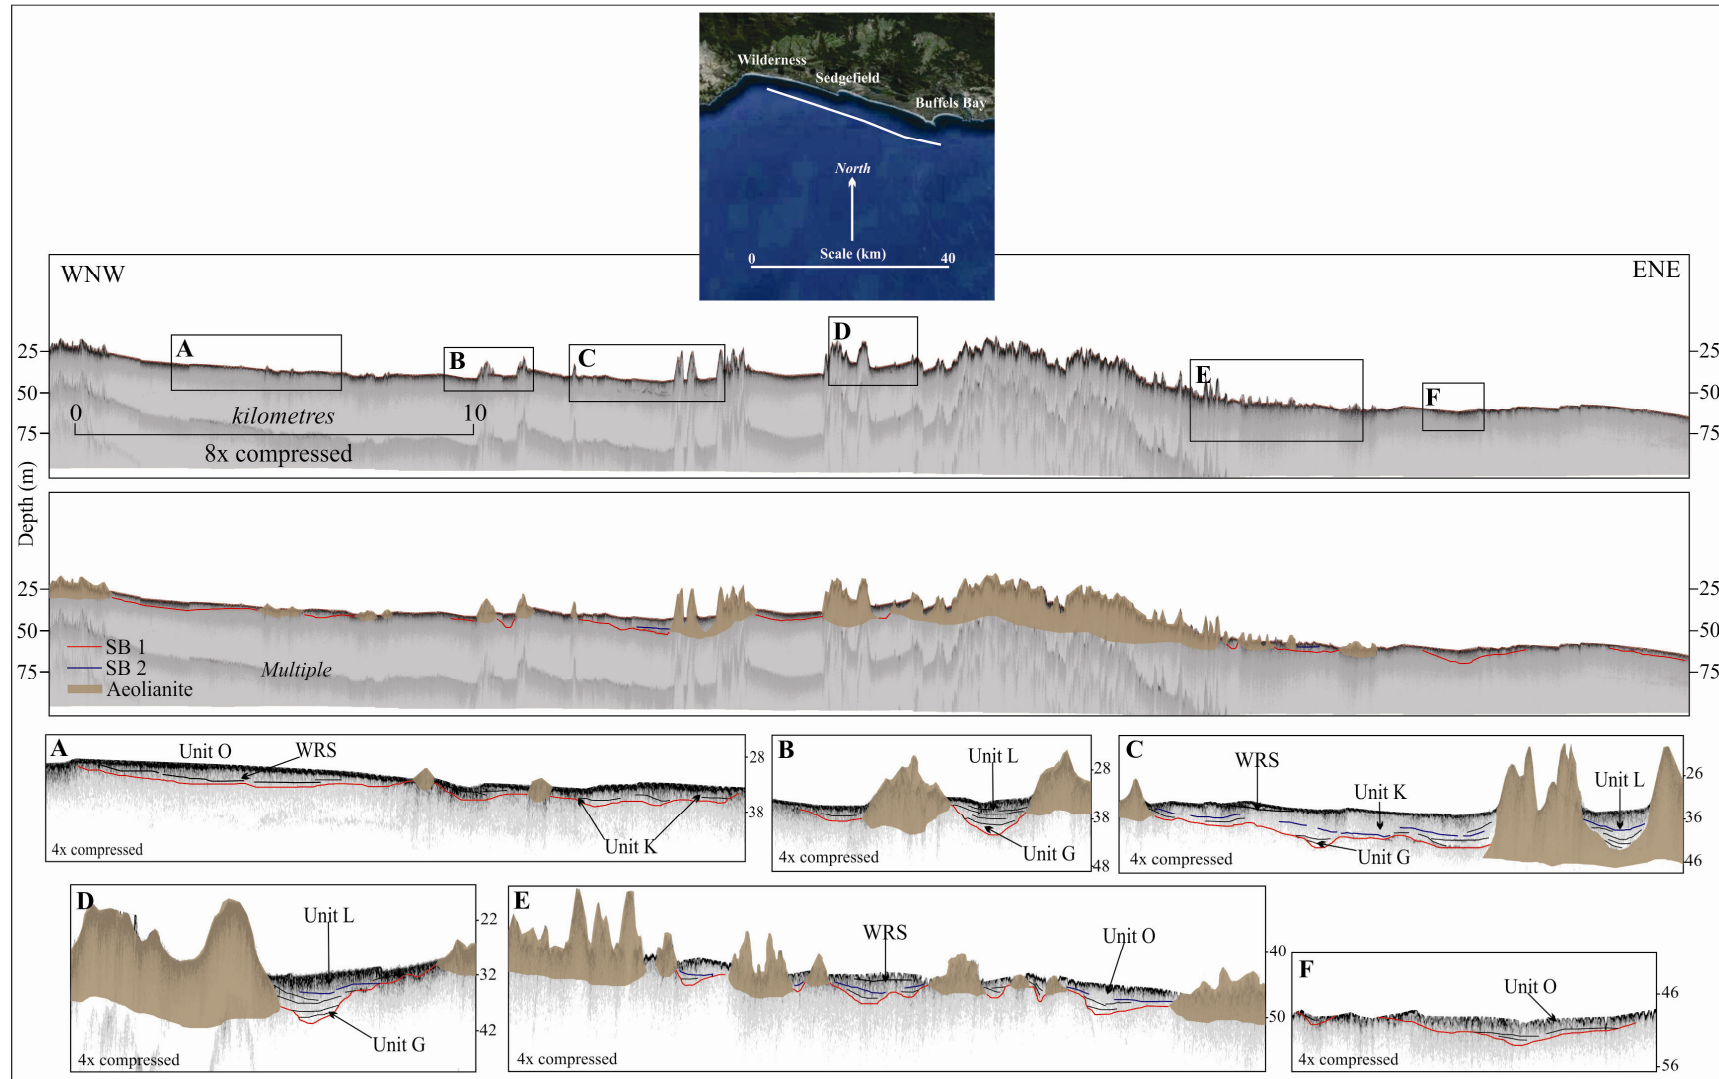 Wilderness
Sedgefield
Buffels Bay
North
Scale (km)
0 40
WNW ENE
A B C D E F
25 25
50 50
75 75
0 kilometres 10
8x compressed
Depth (m)
25 25
50 50
75 75
SB 1
SB 2
Aeolianite
Multiple
A
Unit O WRS
28
38
Unit K
4x compressed
B
Unit L
28
38
48
Unit G
4x compressed
C
WRS
Unit K
Unit L
26
36
46
Unit G
4x compressed
D
Unit L
22
32
42
Unit G
4x compressed
E
WRS
Unit O
40
50
4x compressed
F
Unit O
46
56
4x compressed